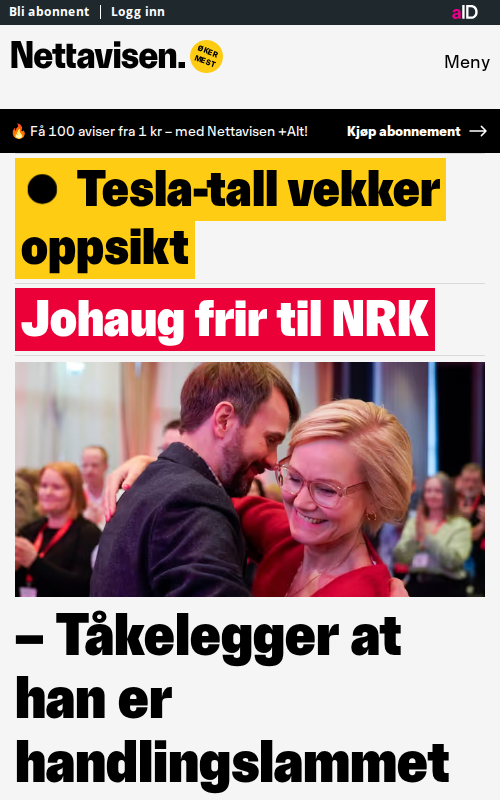 Bli abonnent | Logg inn aID
Nettavisen. ØKER MEST
Meny
🔥 Få 100 aviser fra 1 kr – med Nettavisen +Alt! Kjøp abonnement →
● Tesla-tall vekker
oppsikt
Johaug frir til NRK
– Tåkelegger at
han er
handlingslammet